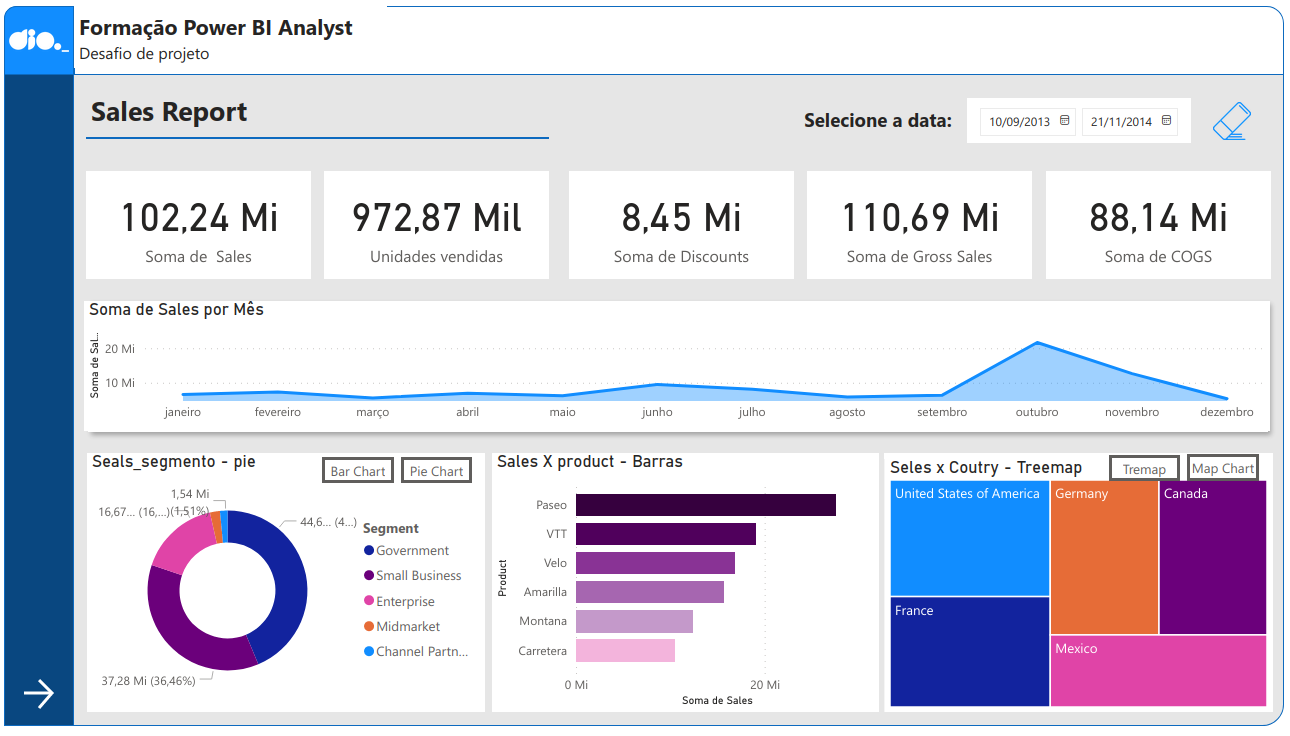 dio._
Formação Power BI Analyst
Desafio de projeto
Sales Report
Selecione a data:
10/09/2013
21/11/2014
102,24 Mi
Soma de Sales
972,87 Mil
Unidades vendidas
8,45 Mi
Soma de Discounts
110,69 Mi
Soma de Gross Sales
88,14 Mi
Soma de COGS
Soma de Sales por Mês
Soma de Sal...
20 Mi
10 Mi
janeiro
fevereiro
março
abril
maio
junho
julho
agosto
setembro
outubro
novembro
dezembro
Seals_segmento - pie
Bar Chart
Pie Chart
1,54 Mi
(1,51%)
16,67... (16,...)
44,6... (4...)
37,28 Mi (36,46%)
Segment
Government
Small Business
Enterprise
Midmarket
Channel Partn...
Sales X product - Barras
Product
Paseo
VTT
Velo
Amarilla
Montana
Carretera
0 Mi
20 Mi
Soma de Sales
Seles x Coutry - Treemap
Tremap
Map Chart
United States of America
Germany
Canada
France
Mexico